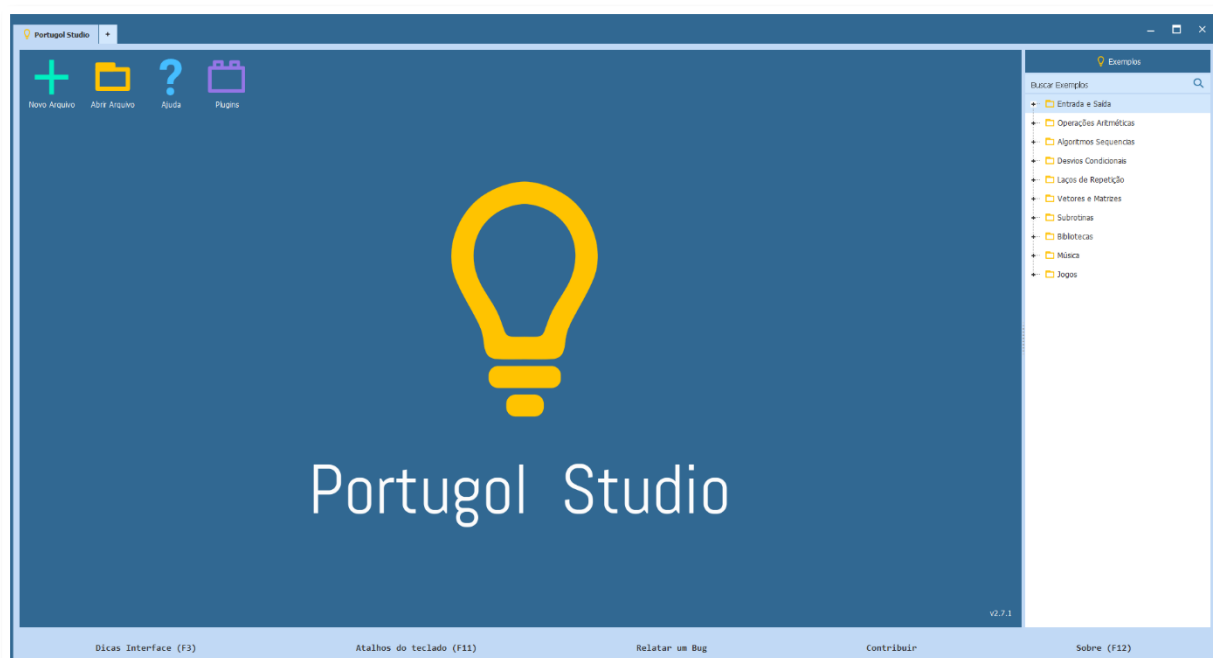 Portugol Studio +
Novo Arquivo Abrir Arquivo Ajuda Plugins
Portugol Studio
v2.7.1
Exemplos
Buscar Exemplos
Entrada e Saída
Operações Aritméticas
Algoritmos Sequencias
Desvios Condicionais
Laços de Repetição
Vetores e Matrizes
Subrotinas
Bibliotecas
Música
Jogos
Dicas Interface (F3) Atalhos do teclado (F11) Relatar um Bug Contribuir Sobre (F12)